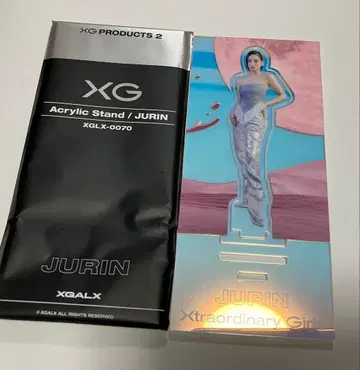 XG PRODUCTS 2
XG
Acrylic Stand / JURIN
XGLX-0070
JURIN
XGALX
© XGALX ALL RIGHTS RESERVED.
JURIN
Xtraordinary Girl